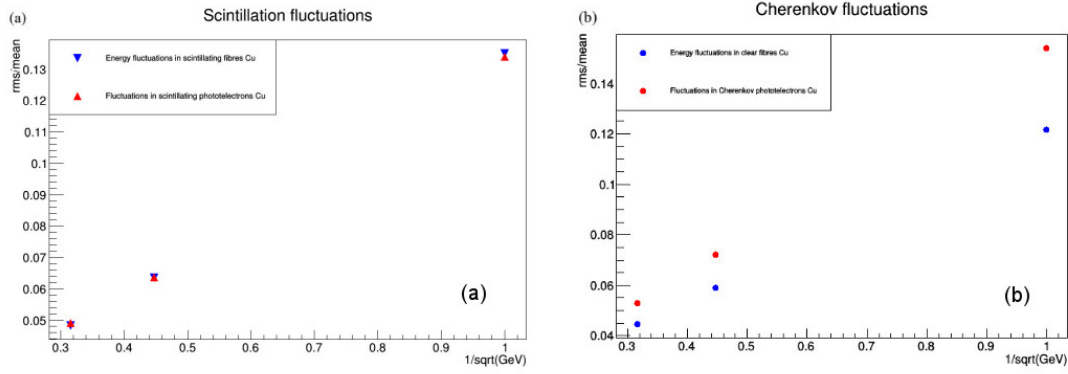 (a)
Scintillation fluctuations
rms/mean
Energy fluctuations in scintillating fibres Cu
Fluctuations in scintillating phototelectrons Cu
0.13
0.12
0.11
0.1
0.09
0.08
0.07
0.06
0.05
(a)
0.3 0.4 0.5 0.6 0.7 0.8 0.9 1
1/sqrt(GeV)
(b)
Cherenkov fluctuations
rms/mean
Energy fluctuations in clear fibres Cu
Fluctuations in Cherenkov phototelectrons Cu
0.14
0.12
0.1
0.08
0.06
0.04
(b)
0.3 0.4 0.5 0.6 0.7 0.8 0.9 1
1/sqrt(GeV)